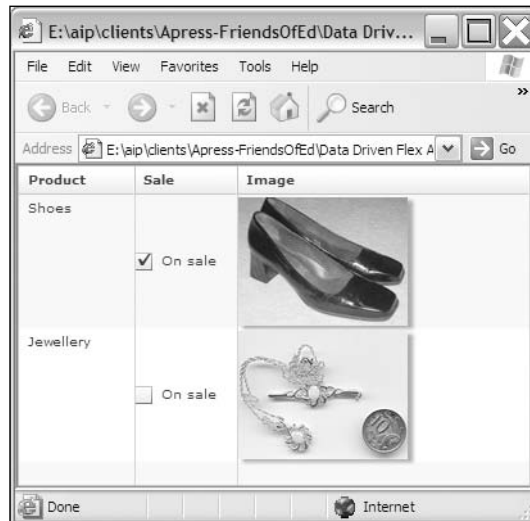 E:\aip\clients\Apress-FriendsOfEd\Data Driv...
File Edit View Favorites Tools Help
Back Search »
Address E:\aip\clients\Apress-FriendsOfEd\Data Driven Flex A Go
Product Sale Image
Shoes
On sale
Jewellery
On sale
10
Done Internet